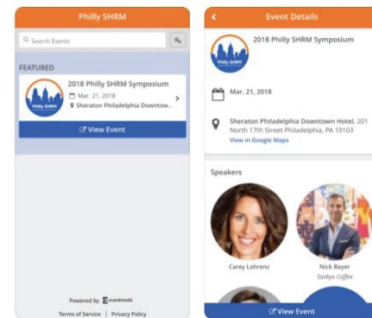 Philly SHRM
Search Events
FEATURED
2018 Philly SHRM Symposium
Mar. 21, 2018
Sheraton Philadelphia Downtow...
View Event
Powered by eventmobi
Terms of Service | Privacy Policy
Event Details
Philly SHRM
2018 Philly SHRM Symposium
Mar. 21, 2018
Sheraton Philadelphia Downtown Hotel, 201
North 17th Street Philadelphia, PA 19103
View in Google Maps
Speakers
Carey Lohrenz
Nick Bayer
Saxbys Coffee
View Event